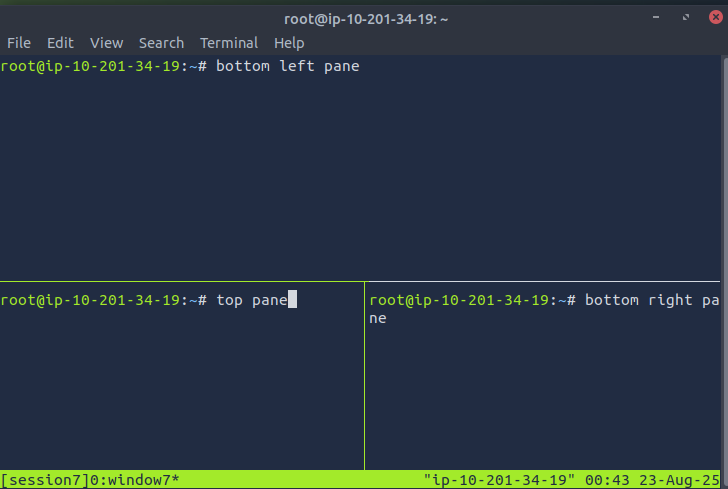 root@ip-10-201-34-19: ~
File Edit View Search Terminal Help
root@ip-10-201-34-19:~# bottom left pane
root@ip-10-201-34-19:~# top pane
root@ip-10-201-34-19:~# bottom right pa
ne
[session7]0:window7* "ip-10-201-34-19" 00:43 23-Aug-25